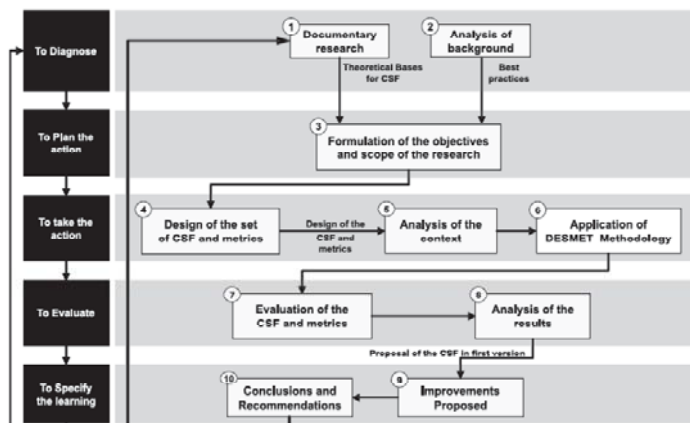 To Diagnose
1
Documentary
research
2
Analysis of
background
Theoretical Bases
for CSF
Best
practices
To Plan the
action
3
Formulation of the objectives
and scope of the research
To take the
action
4
Design of the set
of CSF and metrics
Design of the
CSF and
metrics
5
Analysis of the
context
6
Application of
DESMET Methodology
To Evaluate
7
Evaluation of the
CSF and metrics
8
Analysis of the
results
Proposal of the CSF in first version
To Specify
the learning
10
Conclusions and
Recommendations
9
Improvements
Proposed